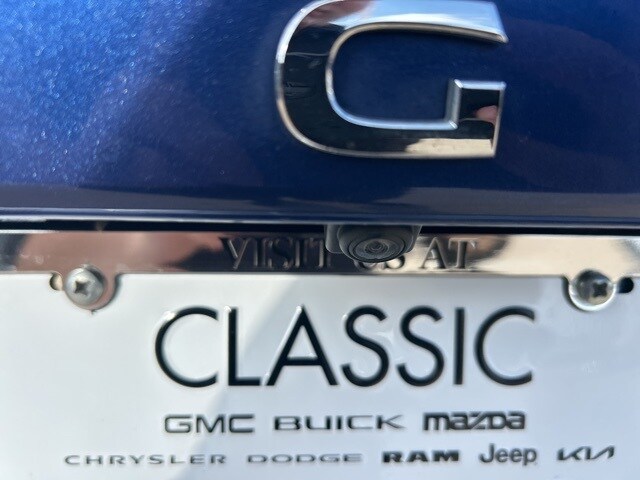 G
VISIT US AT
CLASSIC
GMC BUICK mazda
CHRYSLER DODGE RAM Jeep KIA